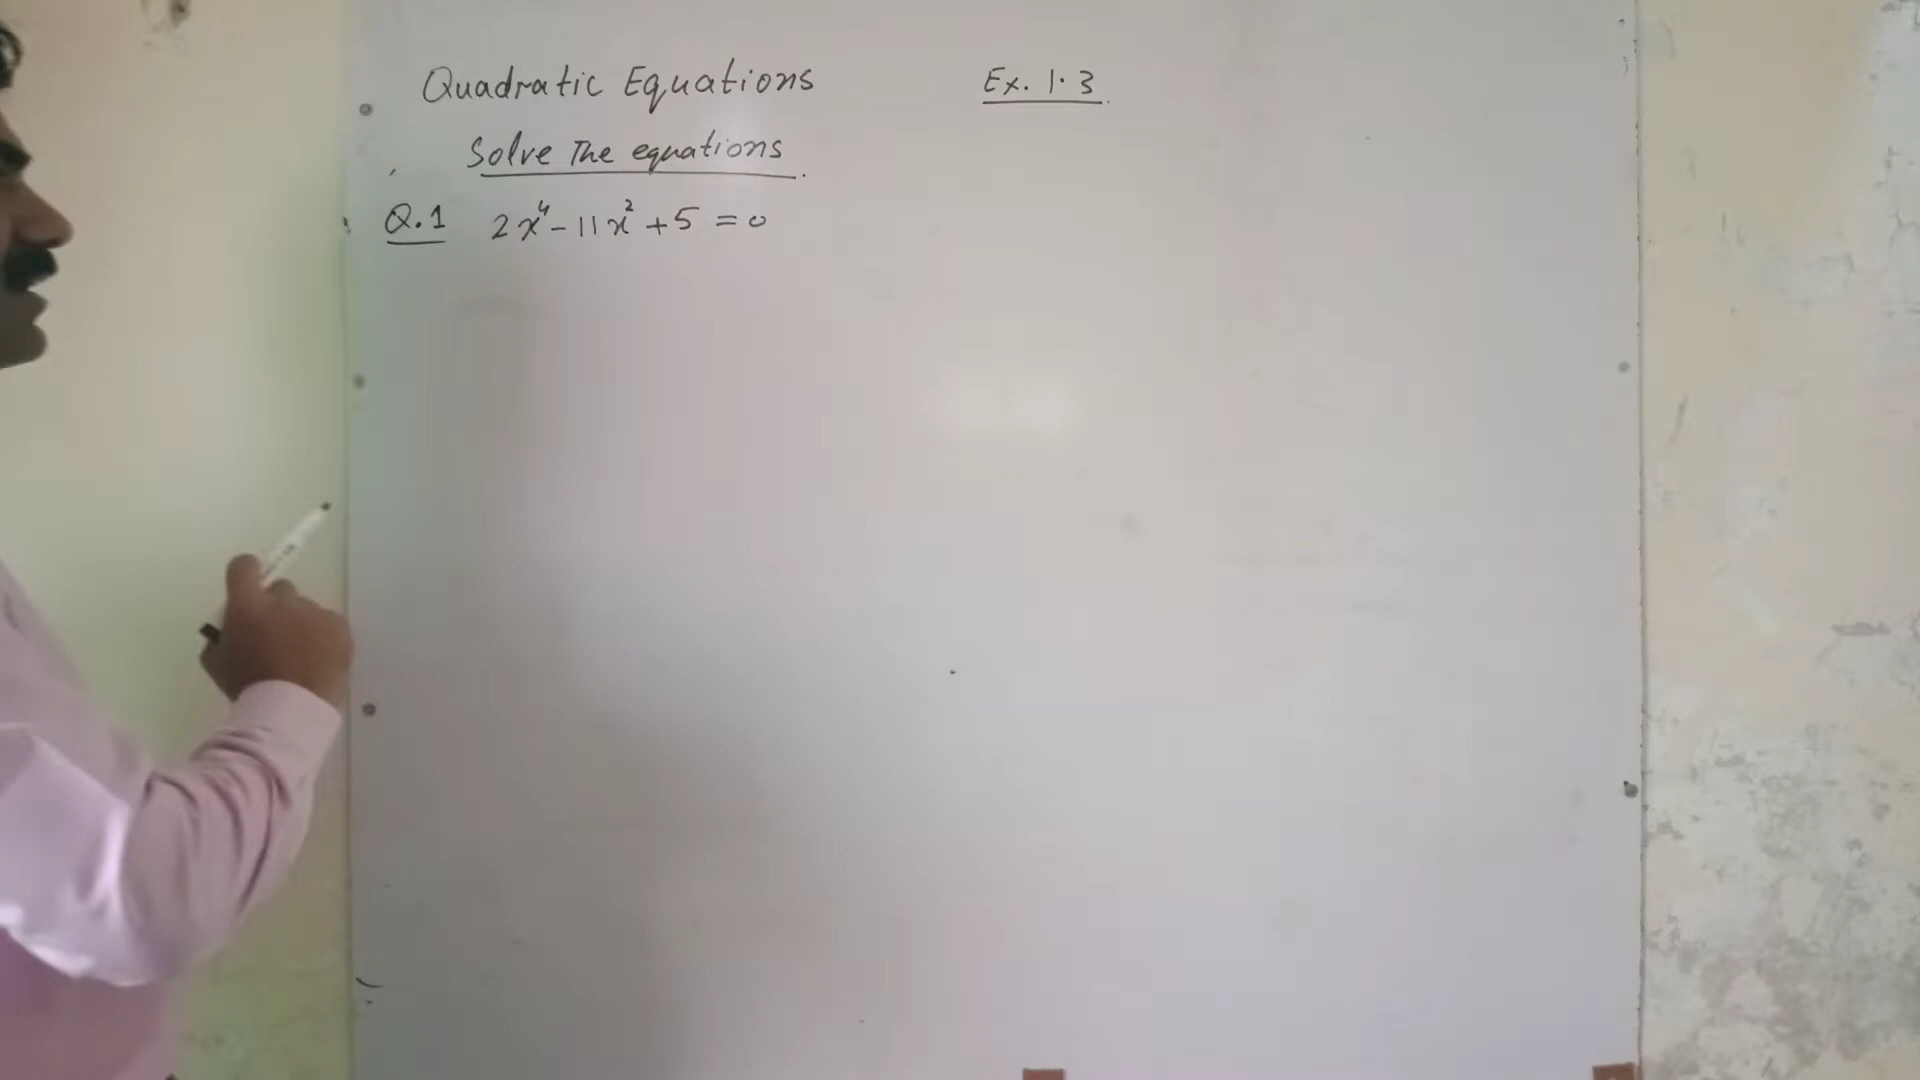 Quadratic Equations Ex. 1.3
Solve The equations
Q.1 2x⁴ - 11x² + 5 = 0